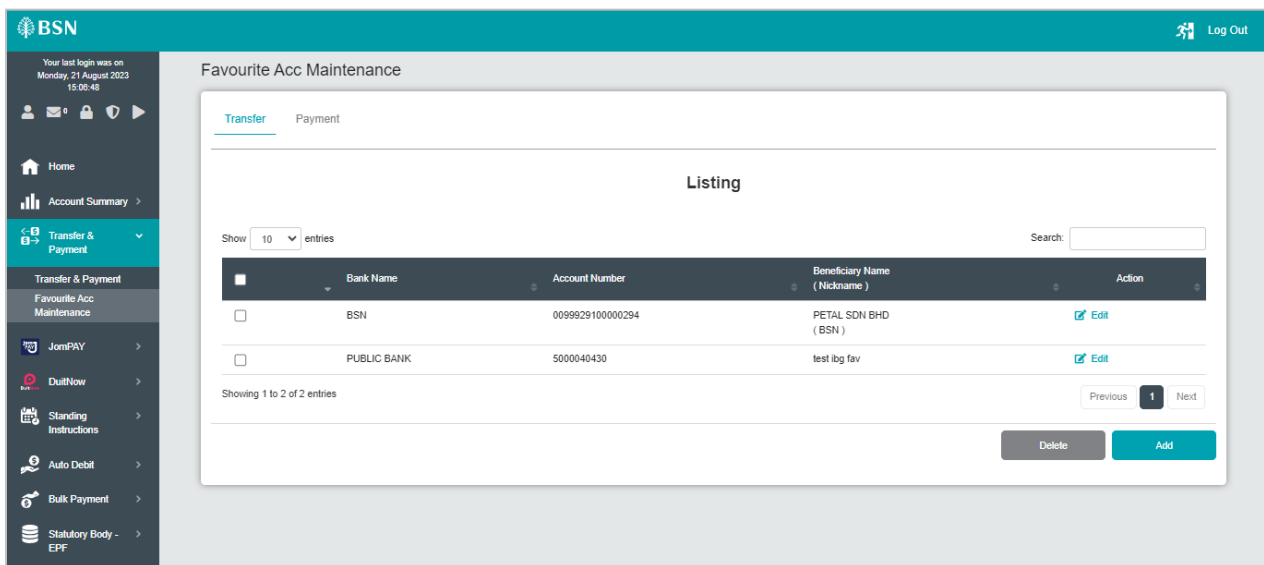 BSN
Log Out
Your last login was on
Monday, 21 August 2023
15:06:48
0
Home
Account Summary
Transfer &
Payment
Transfer & Payment
Favourite Acc
Maintenance
JomPAY
DuitNow
Standing
Instructions
Auto Debit
Bulk Payment
Statutory Body -
EPF
Favourite Acc Maintenance
Transfer Payment
Listing
Show 10 entries
Search:
Bank Name Account Number Beneficiary Name Action
( Nickname )
BSN 0099929100000294 PETAL SDN BHD Edit
( BSN )
PUBLIC BANK 5000040430 test ibg fav Edit
Showing 1 to 2 of 2 entries
Previous 1 Next
Delete Add